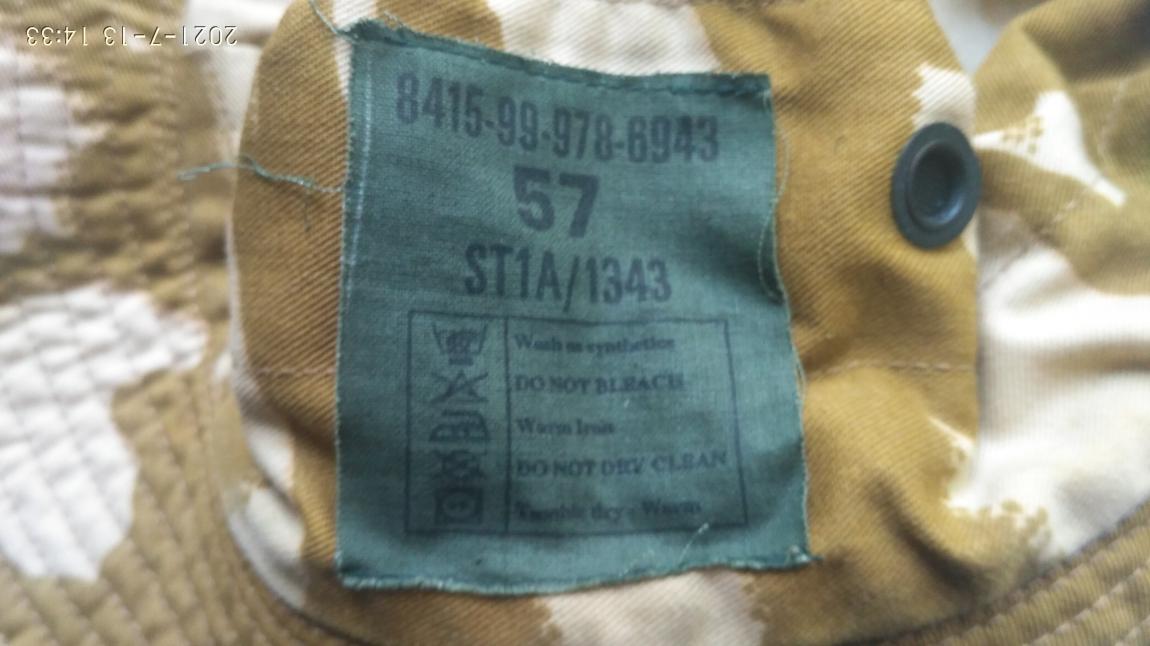 2021-7-13 14:33
8415-99-978-6943
57
ST1A/1343
Wash as synthetics
DO NOT BLEACH
Warm Iron
DO NOT DRY CLEAN
Tumble dry - Warm